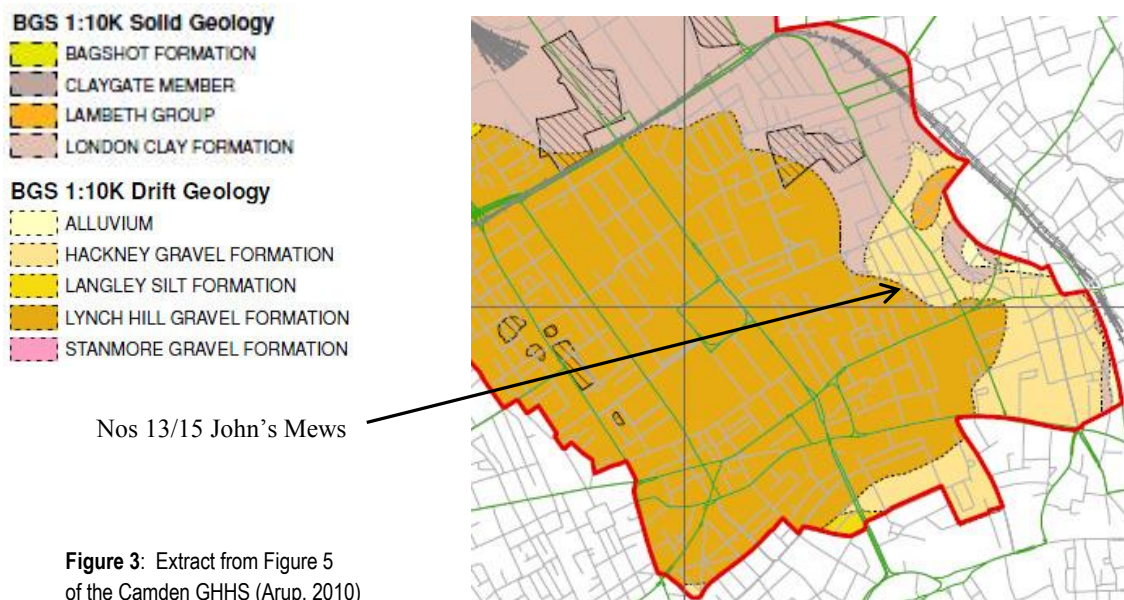 BGS 1:10K Solid Geology
BAGSHOT FORMATION
CLAYGATE MEMBER
LAMBETH GROUP
LONDON CLAY FORMATION
BGS 1:10K Drift Geology
ALLUVIUM
HACKNEY GRAVEL FORMATION
LANGLEY SILT FORMATION
LYNCH HILL GRAVEL FORMATION
STANMORE GRAVEL FORMATION
Nos 13/15 John’s Mews
Figure 3: Extract from Figure 5
of the Camden GHHS (Arup, 2010)